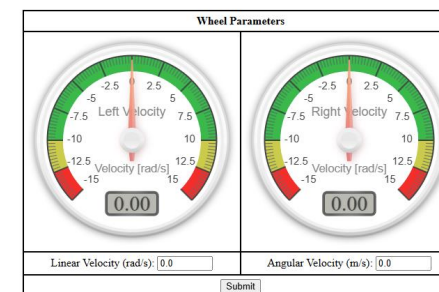 Wheel Parameters
-2.5 0 2.5
-5 5
Left Velocity
-7.5 7.5
-10 10
-12.5 12.5
Velocity [rad/s]
-15 15
0.00
-2.5 0 2.5
-5 5
Right Velocity
-7.5 7.5
-10 10
-12.5 12.5
Velocity [rad/s]
-15 15
0.00
Linear Velocity (rad/s): 0.0
Angular Velocity (m/s): 0.0
Submit